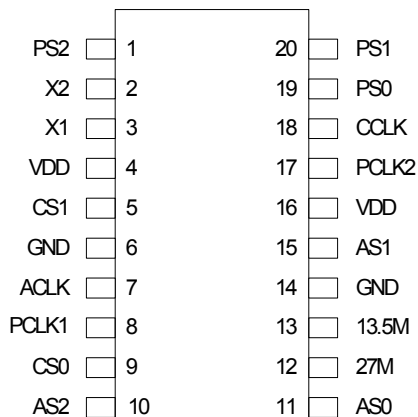 PS2 1 20 PS1
X2 2 19 PS0
X1 3 18 CCLK
VDD 4 17 PCLK2
CS1 5 16 VDD
GND 6 15 AS1
ACLK 7 14 GND
PCLK1 8 13 13.5M
CS0 9 12 27M
AS2 10 11 AS0